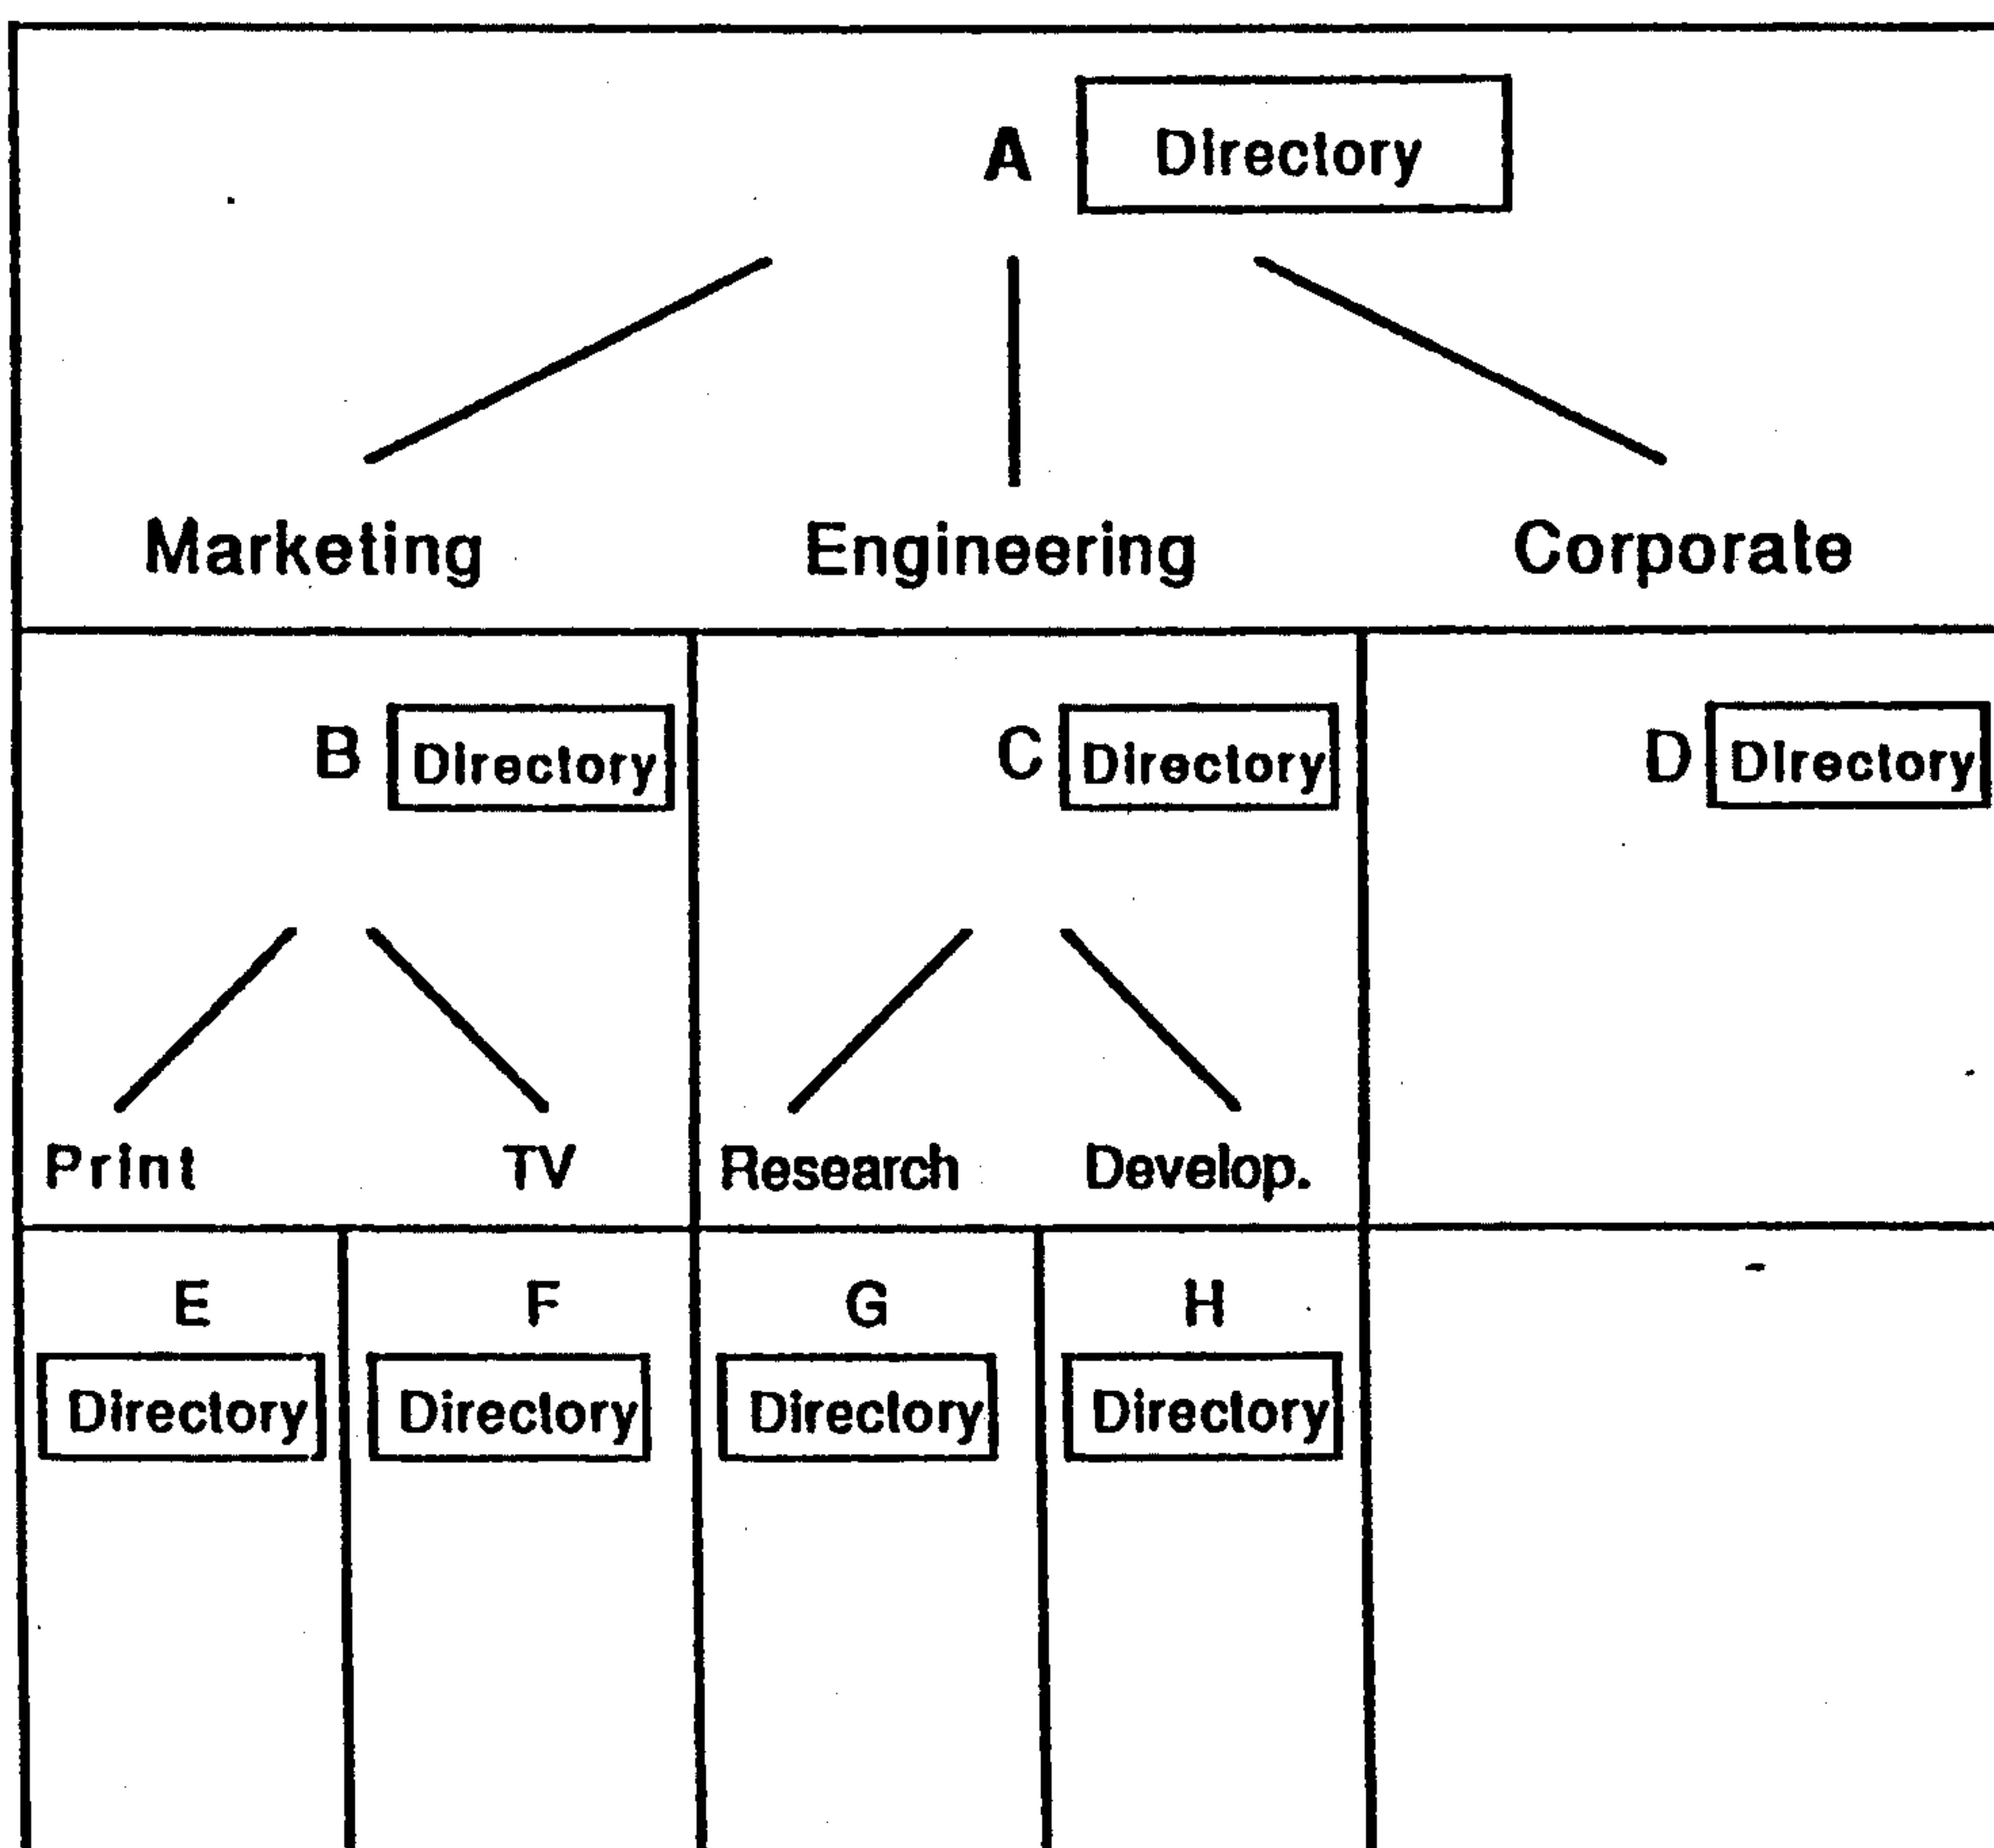 A Directory
Marketing Engineering Corporate
B Directory C Directory D Directory
Print TV Research Develop.
E F G H
Directory Directory Directory Directory